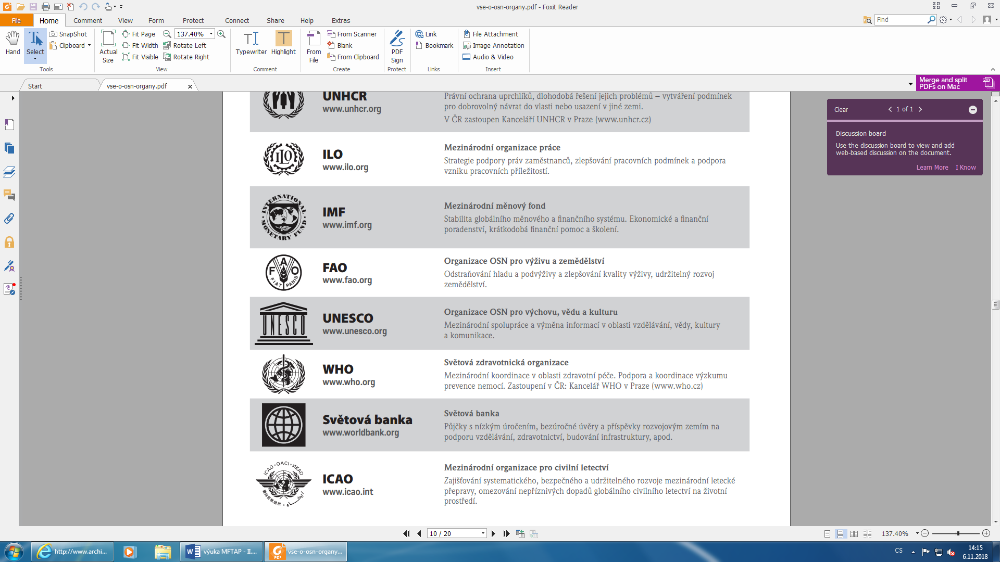 vse-o-osn-organy.pdf - Foxit Reader
File Home Comment View Form Protect Connect Share Help Extras
Find
Hand
Select
SnapShot
Clipboard
Tools
Actual Size
Fit Page
Fit Width
Fit Visible
137.40%
Rotate Left
Rotate Right
View
Typewriter
Highlight
Comment
From File
From Scanner
Blank
From Clipboard
Create
PDF Sign
Protect
Link
Bookmark
Links
File Attachment
Image Annotation
Audio & Video
Insert
Start
vse-o-osn-organy.pdf
Merge and split
PDFs on Mac
Clear
1 of 1
Discussion board
Use the discussion board to view and add
web-based discussion on the document.
Learn More I Know
UNHCR
www.unhcr.org
Právní ochrana uprchlíků, dlouhodobá řešení jejich problémů – vytváření podmínek
pro dobrovolný návrat do vlasti nebo usazení v jiné zemi.
V ČR zastoupen Kanceláří UNHCR v Praze (www.unhcr.cz)
ILO
ILO
www.ilo.org
Mezinárodní organizace práce
Strategie podpory práv zaměstnanců, zlepšování pracovních podmínek a podpora
vzniku pracovních příležitostí.
INTERNATIONAL
MONETARY FUND
IMF
www.imf.org
Mezinárodní měnový fond
Stabilita globálního měnového a finančního systému. Ekonomické a finanční
poradenství, krátkodobá finanční pomoc a školení.
F A O
FIAT PANIS
FAO
www.fao.org
Organizace OSN pro výživu a zemědělství
Odstraňování hladu a podvýživy a zlepšování kvality výživy, udržitelný rozvoj
zemědělství.
UNESCO
UNESCO
www.unesco.org
Organizace OSN pro výchovu, vědu a kulturu
Mezinárodní spolupráce a výměna informací v oblasti vzdělávání, vědy, kultury
a komunikace.
WHO
www.who.org
Světová zdravotnická organizace
Mezinárodní koordinace v oblasti zdravotní péče. Podpora a koordinace výzkumu
prevence nemocí. Zastoupení v ČR: Kancelář WHO v Praze (www.who.cz)
Světová banka
www.worldbank.org
Světová banka
Půjčky s nízkým úročením, bezúročné úvěry a příspěvky rozvojovým zemím na
podporu vzdělávání, zdravotnictví, budování infrastruktury, apod.
ICAO · OACI · ИКАО
ICAO
www.icao.int
Mezinárodní organizace pro civilní letectví
Zajišťování systematického, bezpečného a udržitelného rozvoje mezinárodní letecké
přepravy, omezování nepříznivých dopadů globálního civilního letectví na životní
prostředí.
10 / 20
137.40%
http://www.archi...
výuka MFTAP - II....
vse-o-osn-organy...
PDF
CS
14:15
6.11.2018